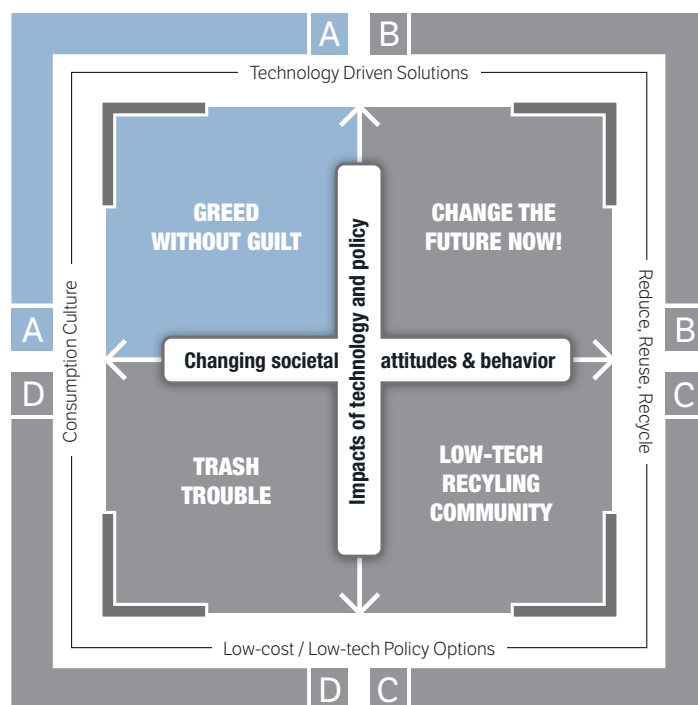 A
B
Technology Driven Solutions
GREED
WITHOUT GUILT
CHANGE THE
FUTURE NOW!
Consumption Culture
Impacts of technology and policy
Reduce, Reuse, Recycle
A
B
Changing societal attitudes & behavior
D
C
TRASH
TROUBLE
LOW-TECH
RECYLING
COMMUNITY
Low-cost / Low-tech Policy Options
D
C